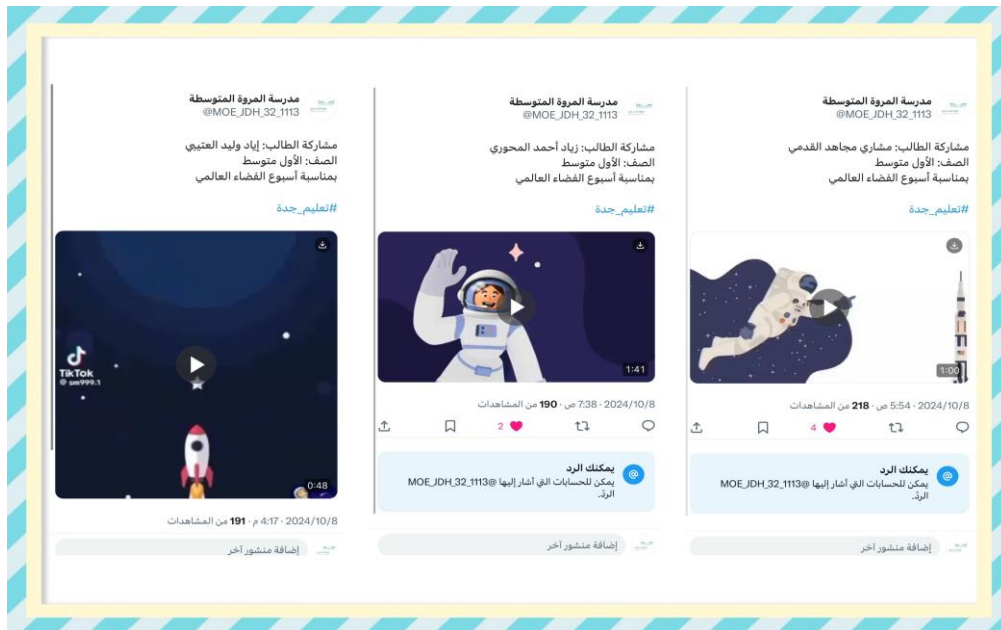 مدرسة المروة المتوسطة
@MOE_JDH_32_1113
مشاركة الطالب: مشاري مجاهد القدمي
الصف: الأول متوسط
بمناسبة أسبوع الفضاء العالمي
#تعليم_جدة
1:00
2024/10/8 · 5:54 ص · 218 من المشاهدات
4
يمكنك الرد
يمكن للحسابات التي أشار إليها @MOE_JDH_32_1113
الردّ.
إضافة منشور آخر
مدرسة المروة المتوسطة
@MOE_JDH_32_1113
مشاركة الطالب: زياد أحمد المحوري
الصف: الأول متوسط
بمناسبة أسبوع الفضاء العالمي
#تعليم_جدة
1:41
2024/10/8 · 7:38 ص · 190 من المشاهدات
2
يمكنك الرد
يمكن للحسابات التي أشار إليها @MOE_JDH_32_1113
الردّ.
إضافة منشور آخر
مدرسة المروة المتوسطة
@MOE_JDH_32_1113
مشاركة الطالب: إياد وليد العتيبي
الصف: الأول متوسط
بمناسبة أسبوع الفضاء العالمي
#تعليم_جدة
TikTok
@ sm999.1
0:48
2024/10/8 · 4:17 م · 191 من المشاهدات
إضافة منشور آخر